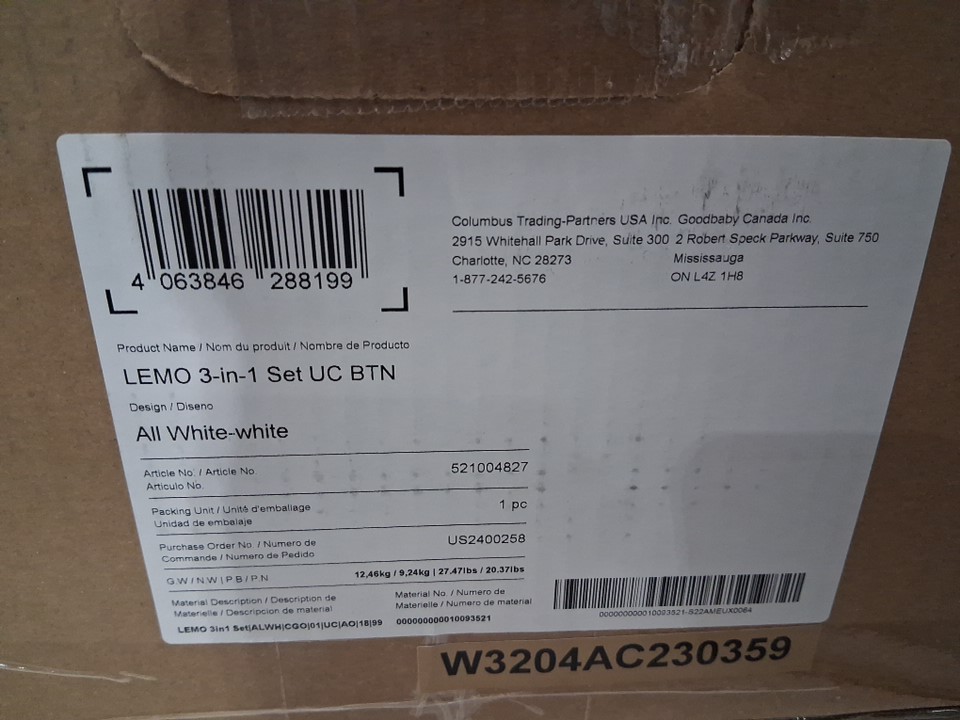 4 063846 288199
Columbus Trading-Partners USA Inc. Goodbaby Canada Inc.
2915 Whitehall Park Drive, Suite 300 2 Robert Speck Parkway, Suite 750
Charlotte, NC 28273 Mississauga
1-877-242-5676 ON L4Z 1H8
Product Name / Nom du produit / Nombre de Producto
LEMO 3-in-1 Set UC BTN
Design / Diseno
All White-white
Article No. / Article No. 521004827
Articulo No.
Packing Unit / Unité d'emballage 1 pc
Unidad de embalaje
Purchase Order No. / Numero de US2400258
Commande / Numero de Pedido
G.W / N.W | P.B / P.N 12,46kg / 9,24kg | 27.47lbs / 20.37lbs
Material Description / Description de Material No. / Numero de
Materielle / Descripcion de material Materielle / Numero de material
LEMO 3in1 Set|ALWH|CGO|01|UC|AO|18|99 000000000010093521
000000000010093521-S22AMEUX0064
W3204AC230359